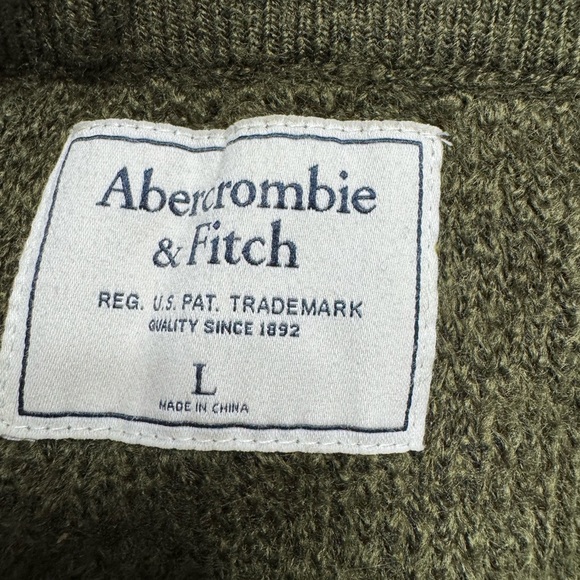 Abercrombie
& Fitch
REG. U.S. PAT. TRADEMARK
QUALITY SINCE 1892
L
MADE IN CHINA